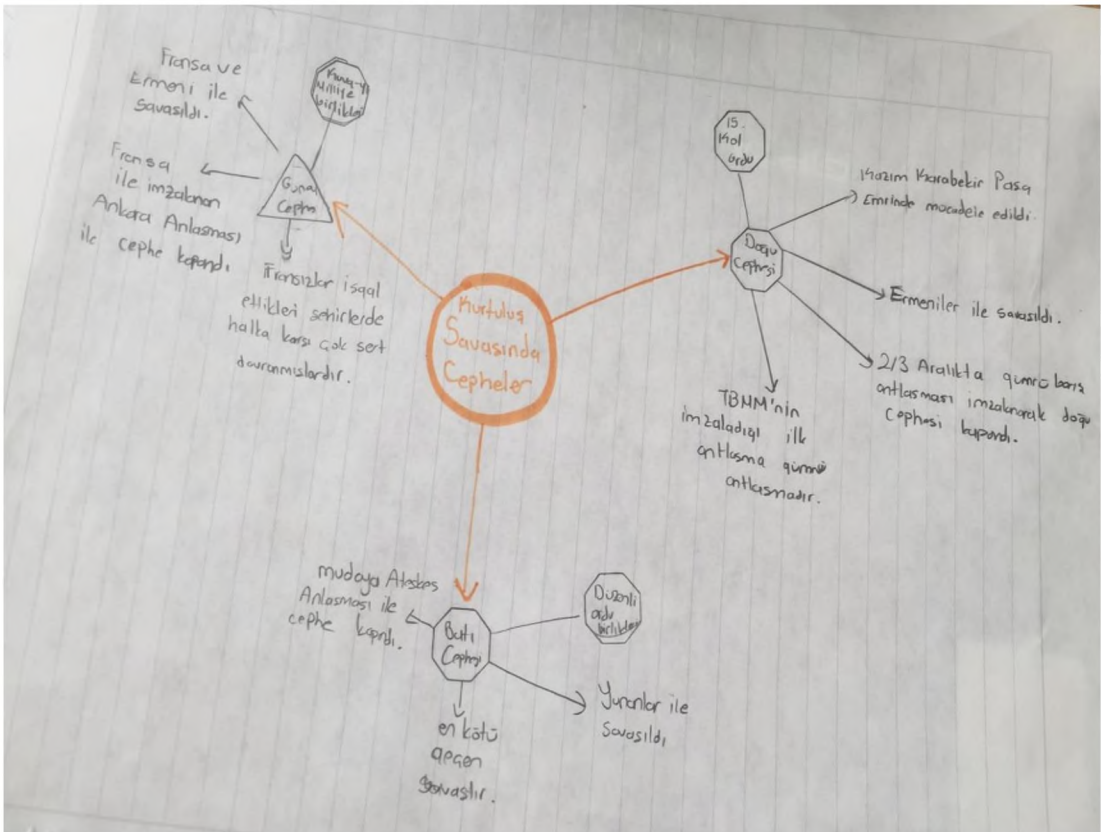 Kurtuluş
Savaşında
Cepheler
Fransa ve
Ermeni ile
Savaşıldı.
Kuva-yi
Milliye
birlikleri
Güney
Cephe
Fransa
ile imzalanan
Ankara Anlaşması
ile cephe kapandı.
Fransızlar işgal
ettikleri şehirlerde
halka karşı çok sert
davranmışlardır.
15.
Kol
ordu
Doğu
Cephesi
Kazım Karabekir Paşa
Emrinde mücadele edildi.
Ermeniler ile savaşıldı.
2/3 Aralıkta gümrü barış
antlaşması imzalanarak doğu
Cephesi kapandı.
TBMM'nin
imzaladığı ilk
antlaşma gümrü
antlaşmadır.
mudaya Ateşkes
Anlaşması ile
cephe kapandı.
Batı
Cephesi
Düzenli
ordu
birlikleri
Yunanlar ile
Savaşıldı
en kötü
geçen
savaştır.